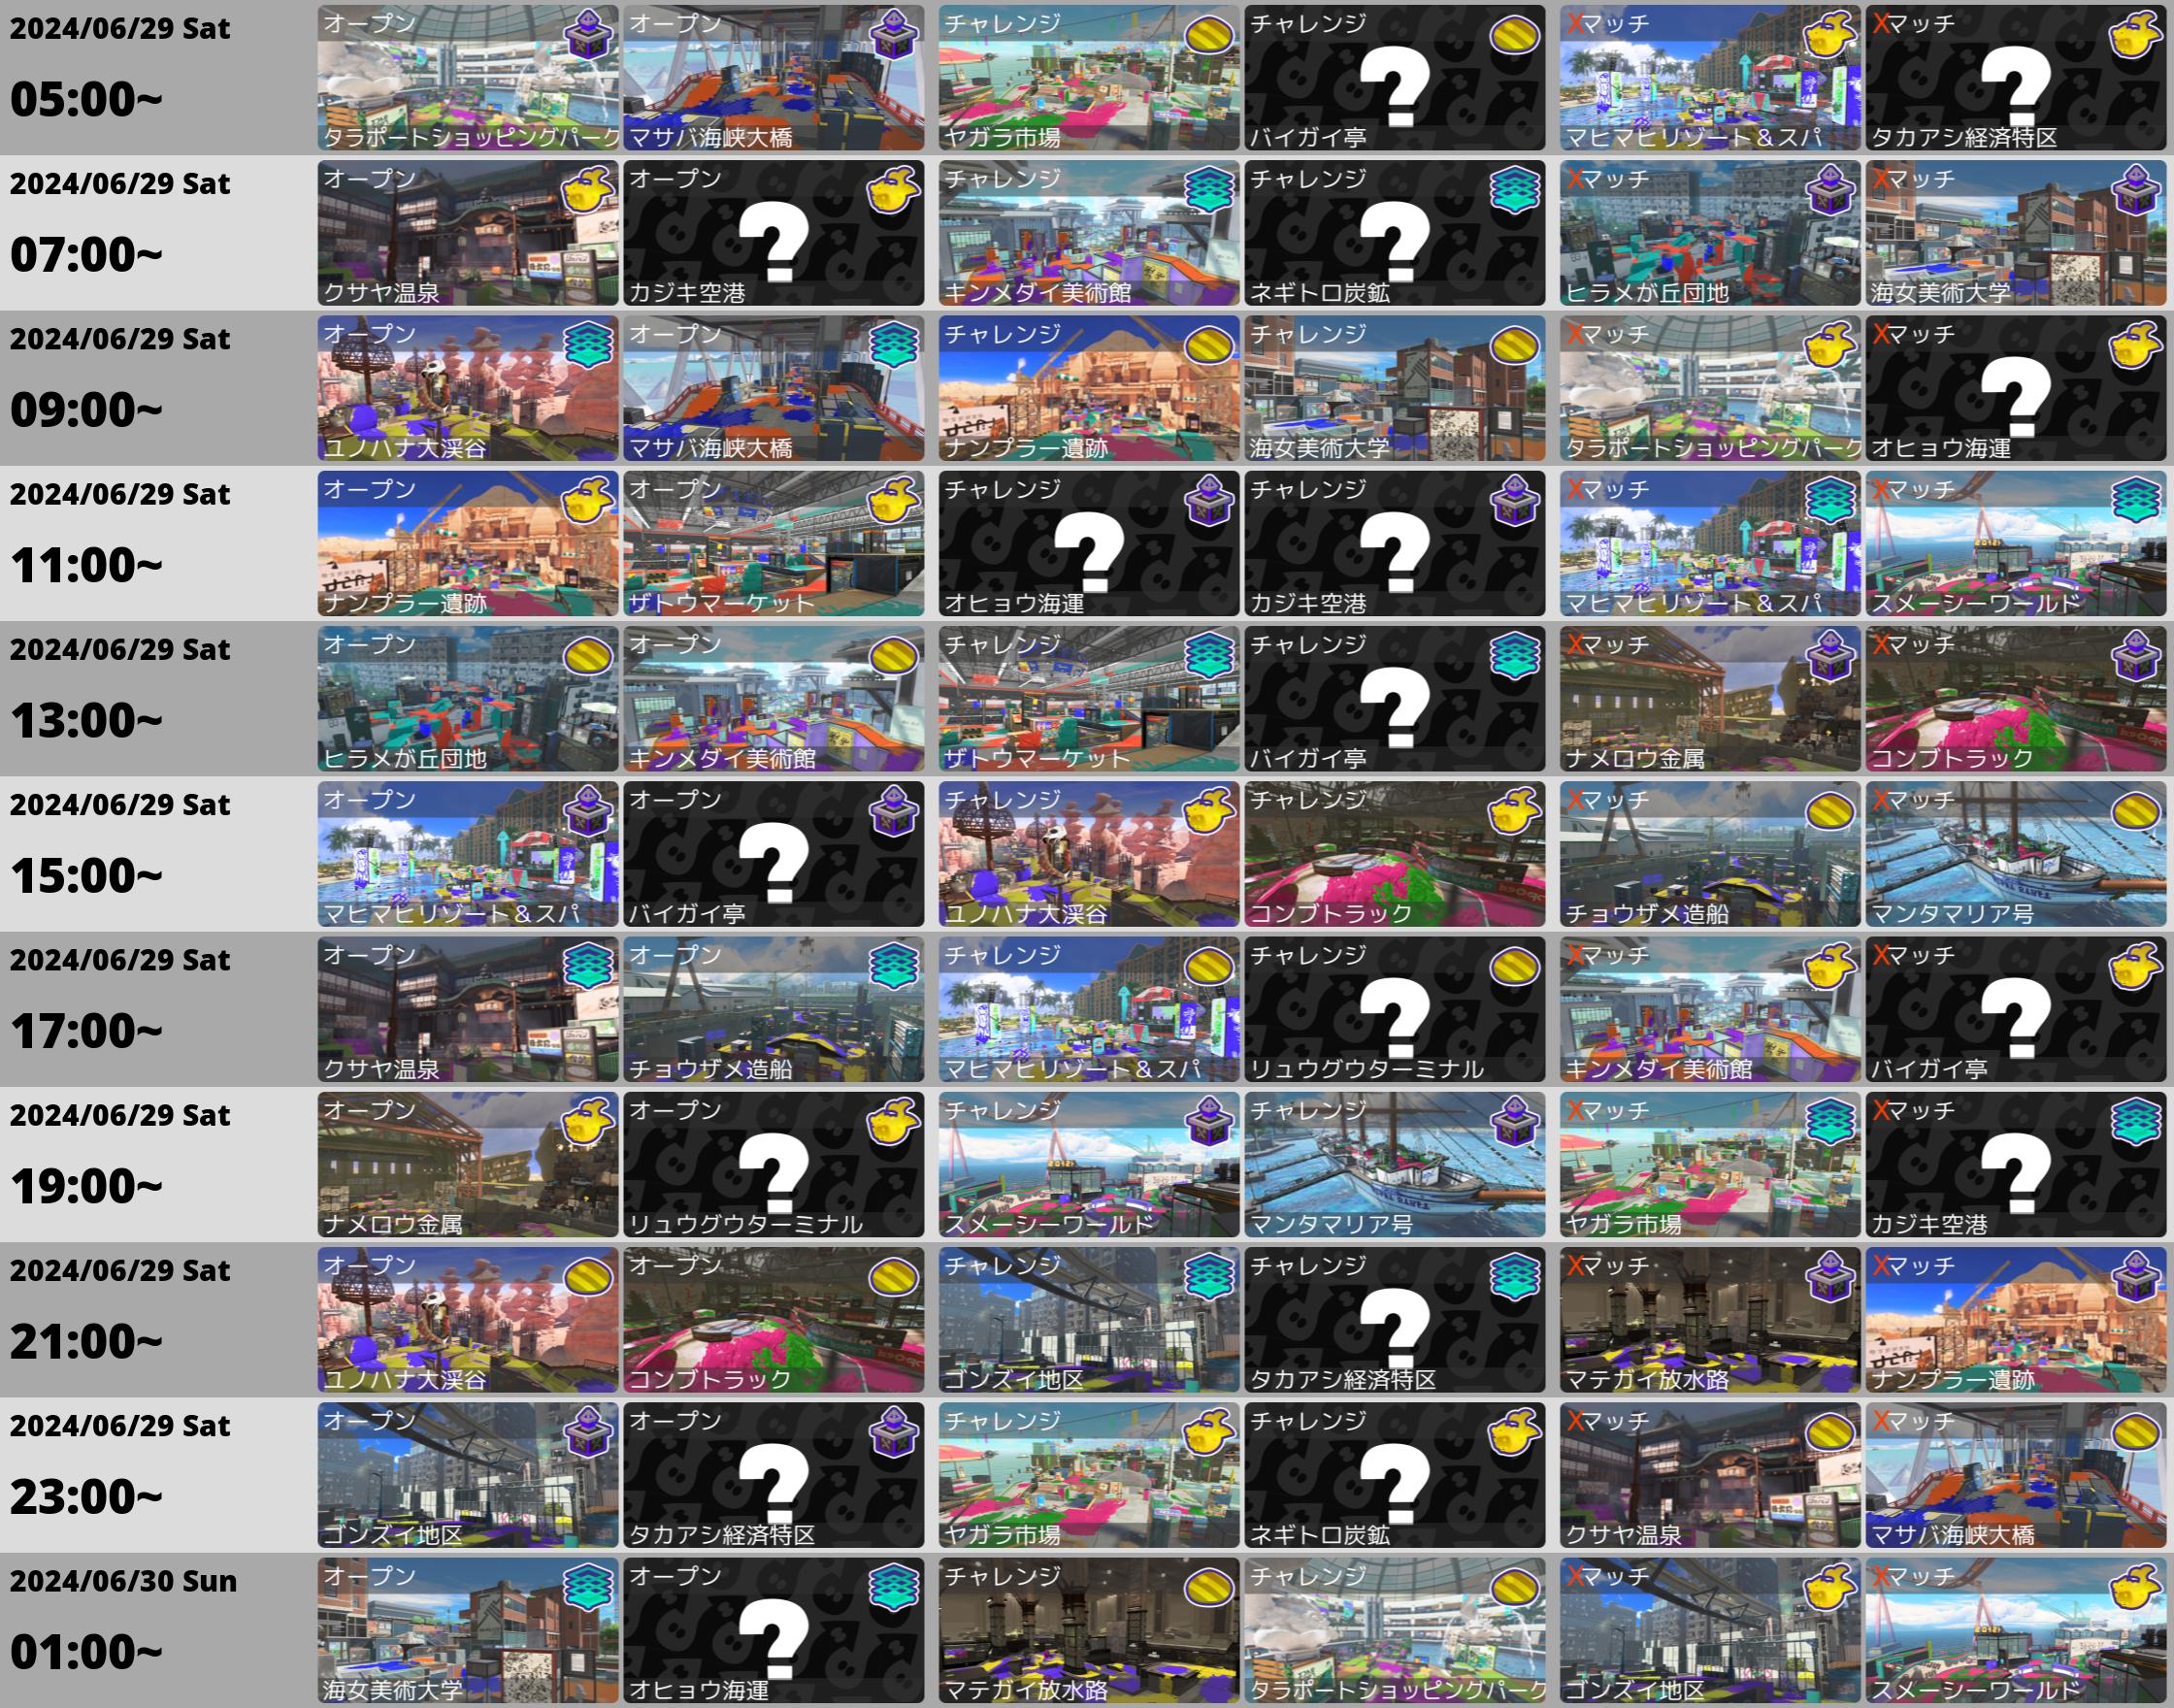 2024/06/29 Sat
05:00~
オープン
タラポートショッピングパーク
オープン
マサバ海峡大橋
チャレンジ
ヤガラ市場
チャレンジ
バイガイ亭
Xマッチ
マヒマヒリゾート＆スパ
Xマッチ
タカアシ経済特区
2024/06/29 Sat
07:00~
オープン
クサヤ温泉
オープン
カジキ空港
チャレンジ
キンメダイ美術館
チャレンジ
ネギトロ炭鉱
Xマッチ
ヒラメが丘団地
Xマッチ
海女美術大学
2024/06/29 Sat
09:00~
オープン
ユノハナ大渓谷
オープン
マサバ海峡大橋
チャレンジ
ナンプラー遺跡
チャレンジ
海女美術大学
Xマッチ
タラポートショッピングパーク
Xマッチ
オヒョウ海運
2024/06/29 Sat
11:00~
オープン
ナンプラー遺跡
オープン
ザトウマーケット
チャレンジ
オヒョウ海運
チャレンジ
カジキ空港
Xマッチ
マヒマヒリゾート＆スパ
Xマッチ
スメーシーワールド
2024/06/29 Sat
13:00~
オープン
ヒラメが丘団地
オープン
キンメダイ美術館
チャレンジ
ザトウマーケット
チャレンジ
バイガイ亭
Xマッチ
ナメロウ金属
Xマッチ
コンブトラック
2024/06/29 Sat
15:00~
オープン
マヒマヒリゾート＆スパ
オープン
バイガイ亭
チャレンジ
ユノハナ大渓谷
チャレンジ
コンブトラック
Xマッチ
チョウザメ造船
Xマッチ
マンタマリア号
2024/06/29 Sat
17:00~
オープン
クサヤ温泉
オープン
チョウザメ造船
チャレンジ
マヒマヒリゾート＆スパ
チャレンジ
リュウグウターミナル
Xマッチ
キンメダイ美術館
Xマッチ
バイガイ亭
2024/06/29 Sat
19:00~
オープン
ナメロウ金属
オープン
リュウグウターミナル
チャレンジ
スメーシーワールド
チャレンジ
マンタマリア号
Xマッチ
ヤガラ市場
Xマッチ
カジキ空港
2024/06/29 Sat
21:00~
オープン
ユノハナ大渓谷
オープン
コンブトラック
チャレンジ
ゴンズイ地区
チャレンジ
タカアシ経済特区
Xマッチ
マテガイ放水路
Xマッチ
ナンプラー遺跡
2024/06/29 Sat
23:00~
オープン
ゴンズイ地区
オープン
タカアシ経済特区
チャレンジ
ヤガラ市場
チャレンジ
ネギトロ炭鉱
Xマッチ
クサヤ温泉
Xマッチ
マサバ海峡大橋
2024/06/30 Sun
01:00~
オープン
海女美術大学
オープン
オヒョウ海運
チャレンジ
マテガイ放水路
チャレンジ
タラポートショッピングパーク
Xマッチ
ゴンズイ地区
Xマッチ
スメーシーワールド